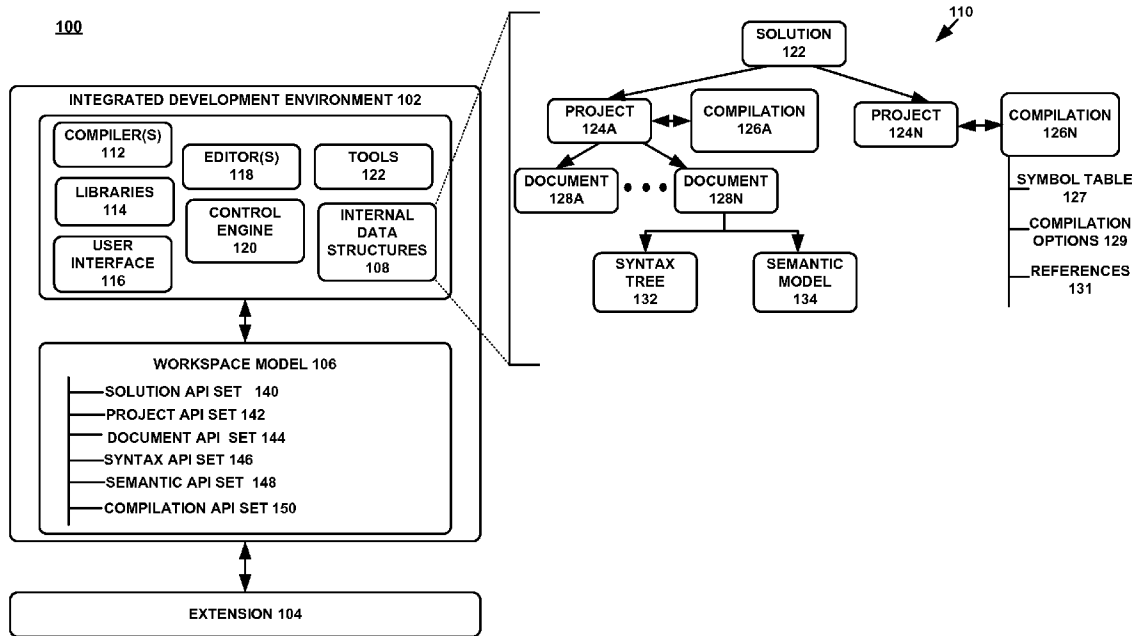 100
INTEGRATED DEVELOPMENT ENVIRONMENT 102
COMPILER(S)
112
EDITOR(S)
118
TOOLS
122
LIBRARIES
114
CONTROL
ENGINE
120
INTERNAL
DATA
STRUCTURES
108
USER
INTERFACE
116
WORKSPACE MODEL 106
SOLUTION API SET 140
PROJECT API SET 142
DOCUMENT API SET 144
SYNTAX API SET 146
SEMANTIC API SET 148
COMPILATION API SET 150
EXTENSION 104
110
SOLUTION
122
PROJECT
124A
COMPILATION
126A
PROJECT
124N
COMPILATION
126N
DOCUMENT
128A
DOCUMENT
128N
SYNTAX
TREE
132
SEMANTIC
MODEL
134
SYMBOL TABLE
127
COMPILATION
OPTIONS 129
REFERENCES
131